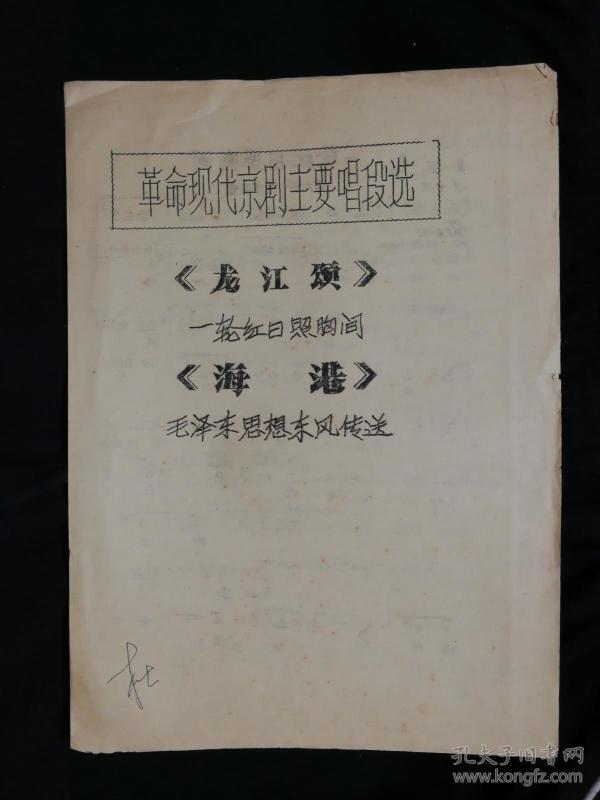 革命现代京剧主要唱段选
《龙江颂》
一轮红日照胸间
《海 港》
毛泽东思想东风传送
杜
孔夫子旧书网
www.kongfz.com